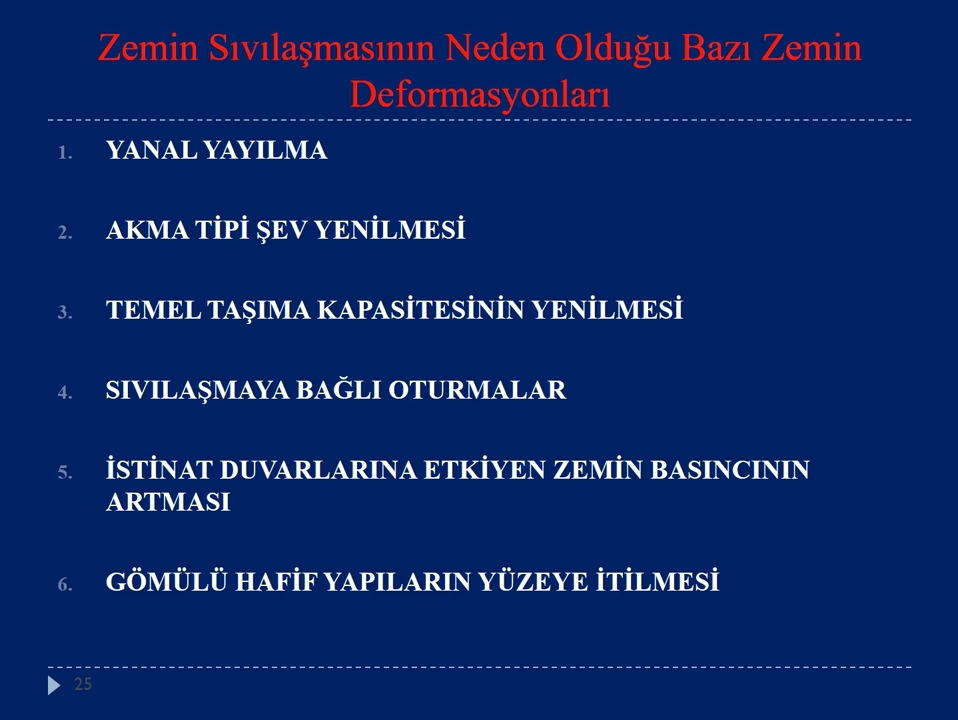 Zemin Sıvılaşmasının Neden Olduğu Bazı Zemin
Deformasyonları
1. YANAL YAYILMA
2. AKMA TİPİ ŞEV YENİLMESİ
3. TEMEL TAŞIMA KAPASİTESİNİN YENİLMESİ
4. SIVILAŞMAYA BAĞLI OTURMALAR
5. İSTİNAT DUVARLARINA ETKİYEN ZEMİN BASINCININ
ARTMASI
6. GÖMÜLÜ HAFİF YAPILARIN YÜZEYE İTİLMESİ
25